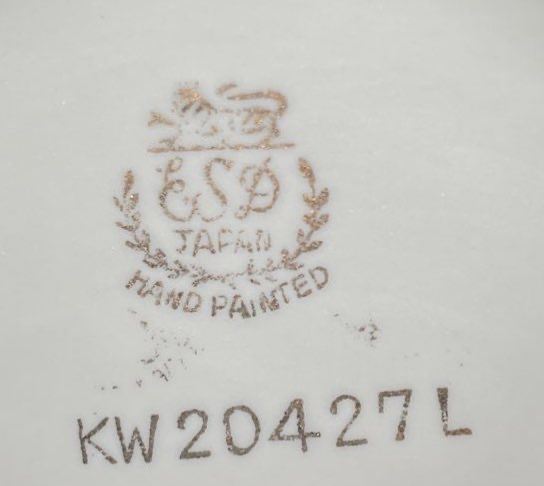 ESD
JAPAN
HAND PAINTED
KW20427L